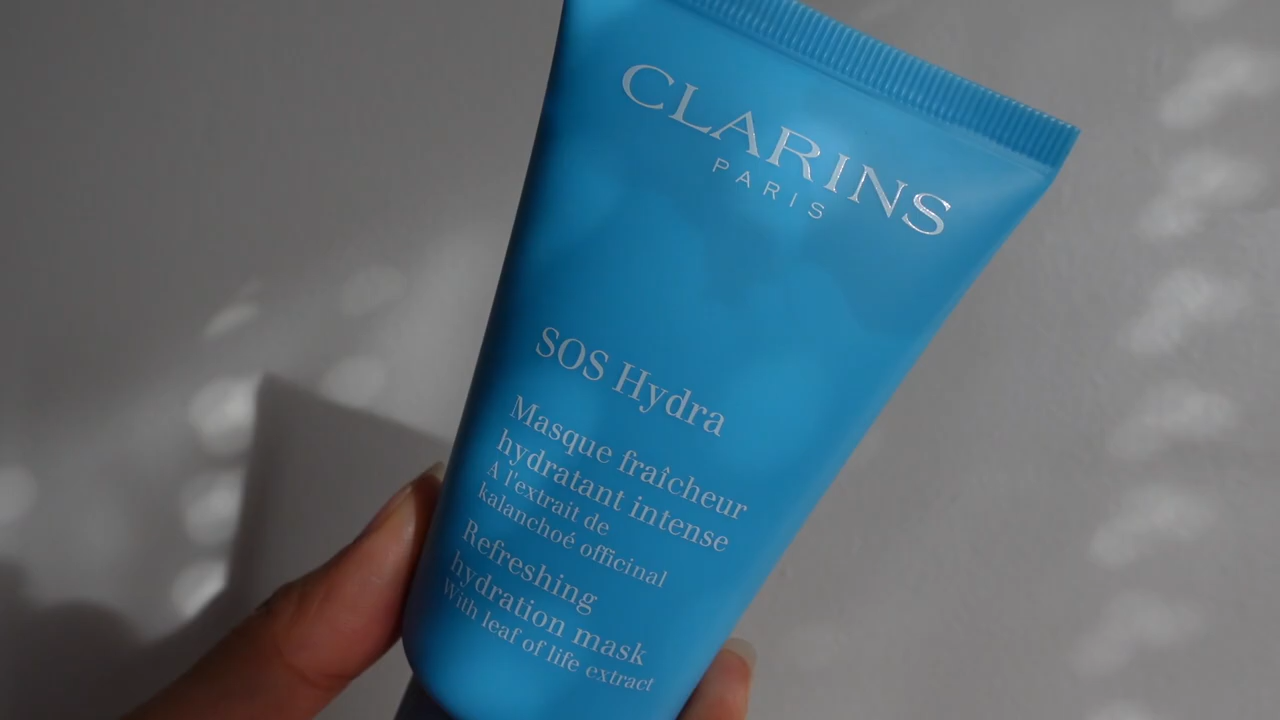 CLARINS
PARIS
SOS Hydra
Masque fraîcheur
hydratant intense
À l'extrait de
kalanchoé officinal
Refreshing
hydration mask
With leaf of life extract